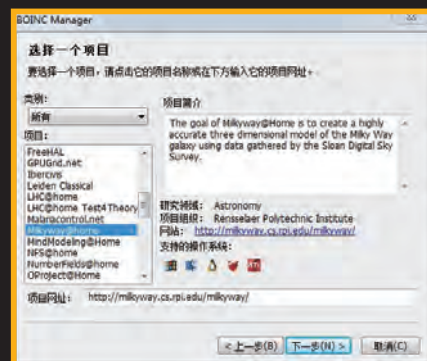 BOINC Manager
选择一个项目
要选择一个项目，请点击它的项目名称或在下方输入它的项目网址。
类别:
所有
项目:
FreeHAL
GPUGrid.net
Ibercivis
Leiden Classical
LHC@home
LHC@home Test4Theory
Malariacontrol.net
Milkyway@home
MindModeling@Home
NFS@home
NumberFields@home
OProject@Home
项目简介
The goal of Milkyway@Home is to create a highly
accurate three dimensional model of the Milky Way
galaxy using data gathered by the Sloan Digital Sky
Survey.
研究领域: Astronomy
项目组织: Rensselaer Polytechnic Institute
网站: http://milkyway.cs.rpi.edu/milkyway/
支持的操作系统:
项目网址: http://milkyway.cs.rpi.edu/milkyway/
<上一步(B) 下一步(N)> 取消(C)